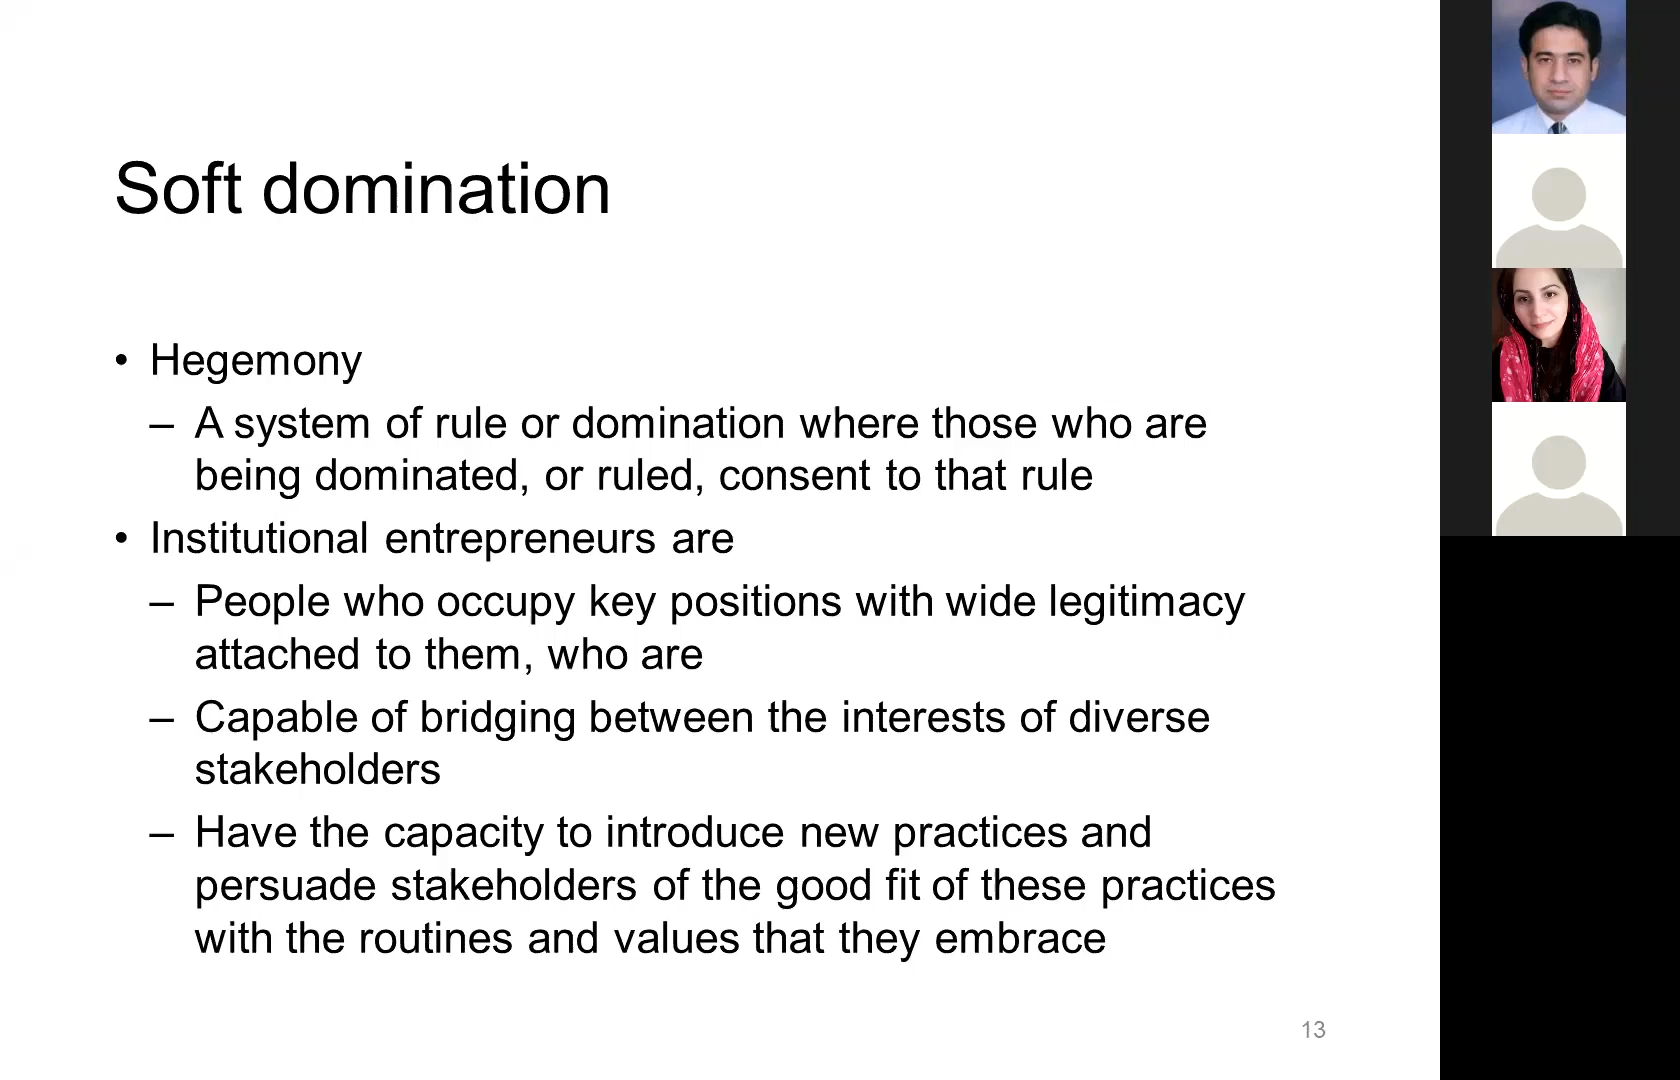 Soft domination
• Hegemony
– A system of rule or domination where those who are
being dominated, or ruled, consent to that rule
• Institutional entrepreneurs are
– People who occupy key positions with wide legitimacy
attached to them, who are
– Capable of bridging between the interests of diverse
stakeholders
– Have the capacity to introduce new practices and
persuade stakeholders of the good fit of these practices
with the routines and values that they embrace
13